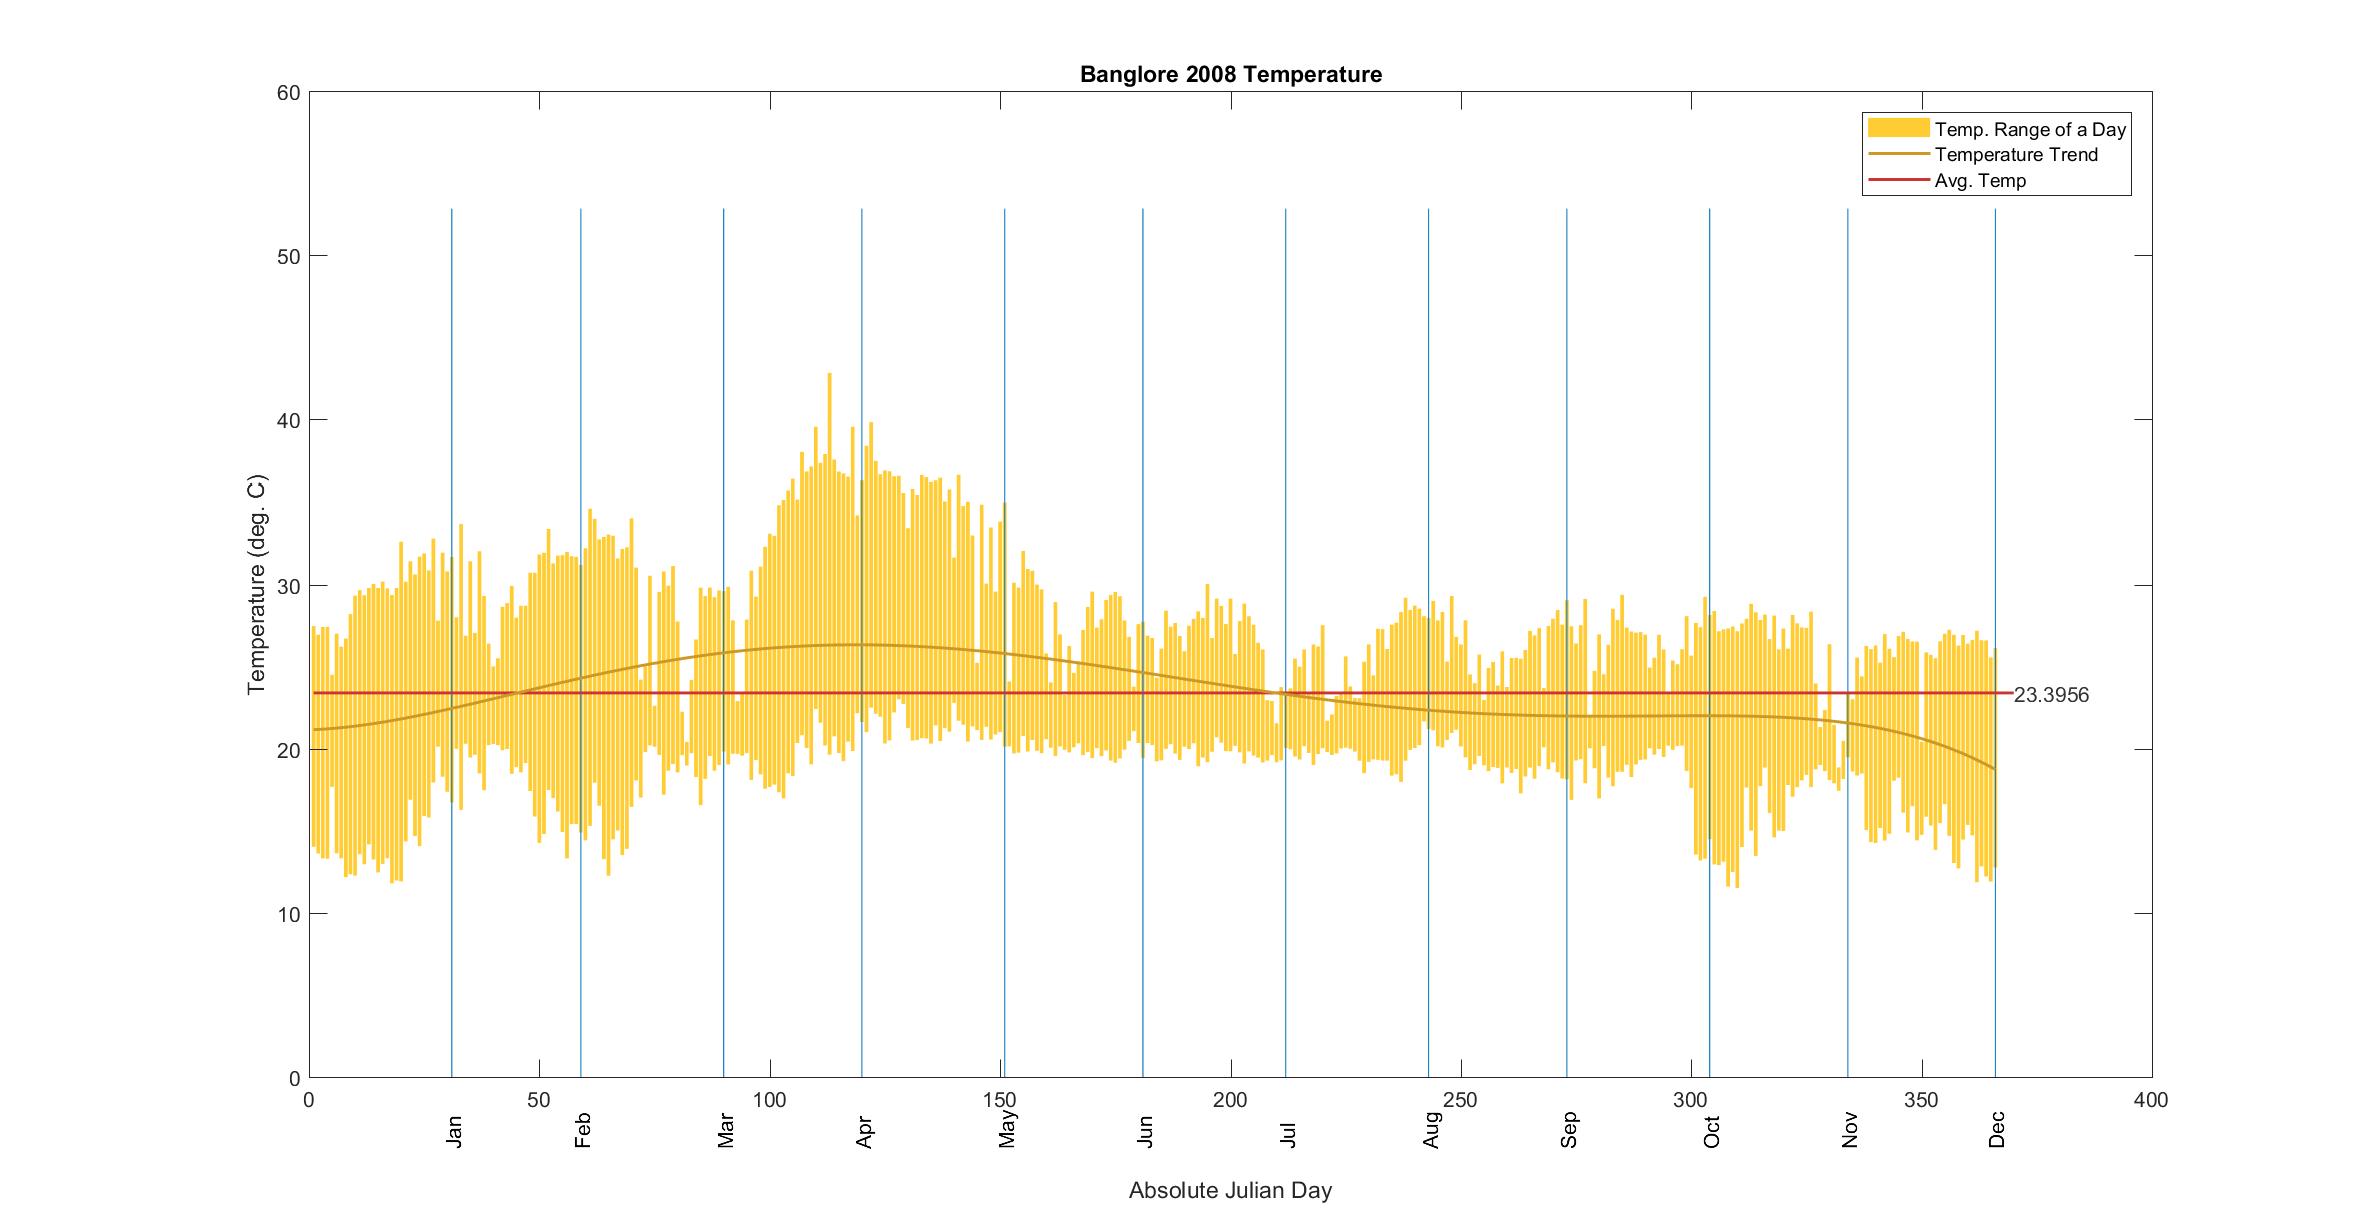 Banglore 2008 Temperature
Temp. Range of a Day
Temperature Trend
Avg. Temp
Temperature (deg. C)
60
50
40
30
20
10
0
23.3956
0 50 100 150 200 250 300 350 400
Jan Feb Mar Apr May Jun Jul Aug Sep Oct Nov Dec
Absolute Julian Day